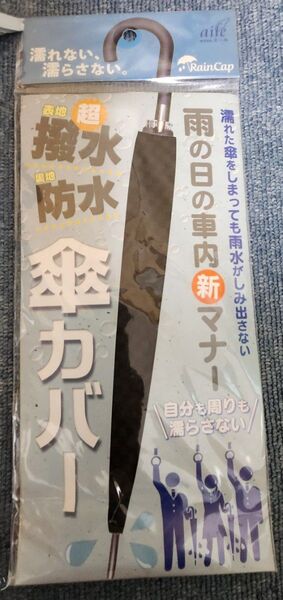 濡れない、
濡らさない。
aife
RainCap
表地
超
撥水
裏地
防水
傘カバー
濡れた傘をしまっても雨水がしみ出さない
雨の日の車内新マナー
自分も周りも
濡らさない